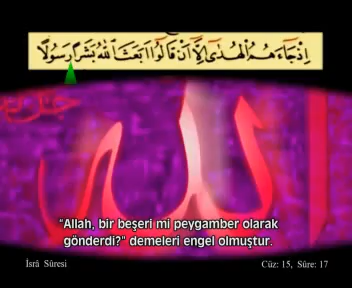 اِذْ جَٓاءَهُمُ الْهُدٰٓى اِلَّٓا اَنْ قَالُٓوا اَبَعَثَ اللّٰهُ بَشَرًا رَسُولًا
الله
"Allah, bir beşeri mi peygamber olarak
gönderdi?" demeleri engel olmuştur.
İsrâ Sûresi
Cüz: 15, Sûre: 17